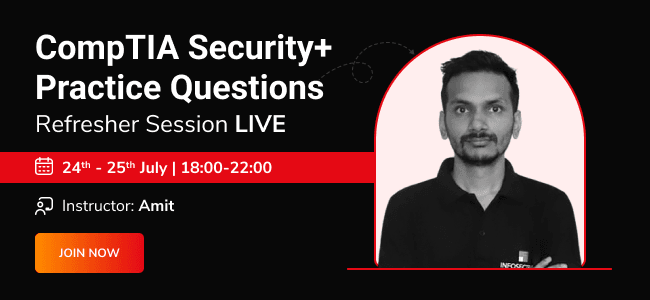 CompTIA Security+
Practice Questions
Refresher Session LIVE
24th - 25th July | 18:00-22:00
Instructor: Amit
JOIN NOW